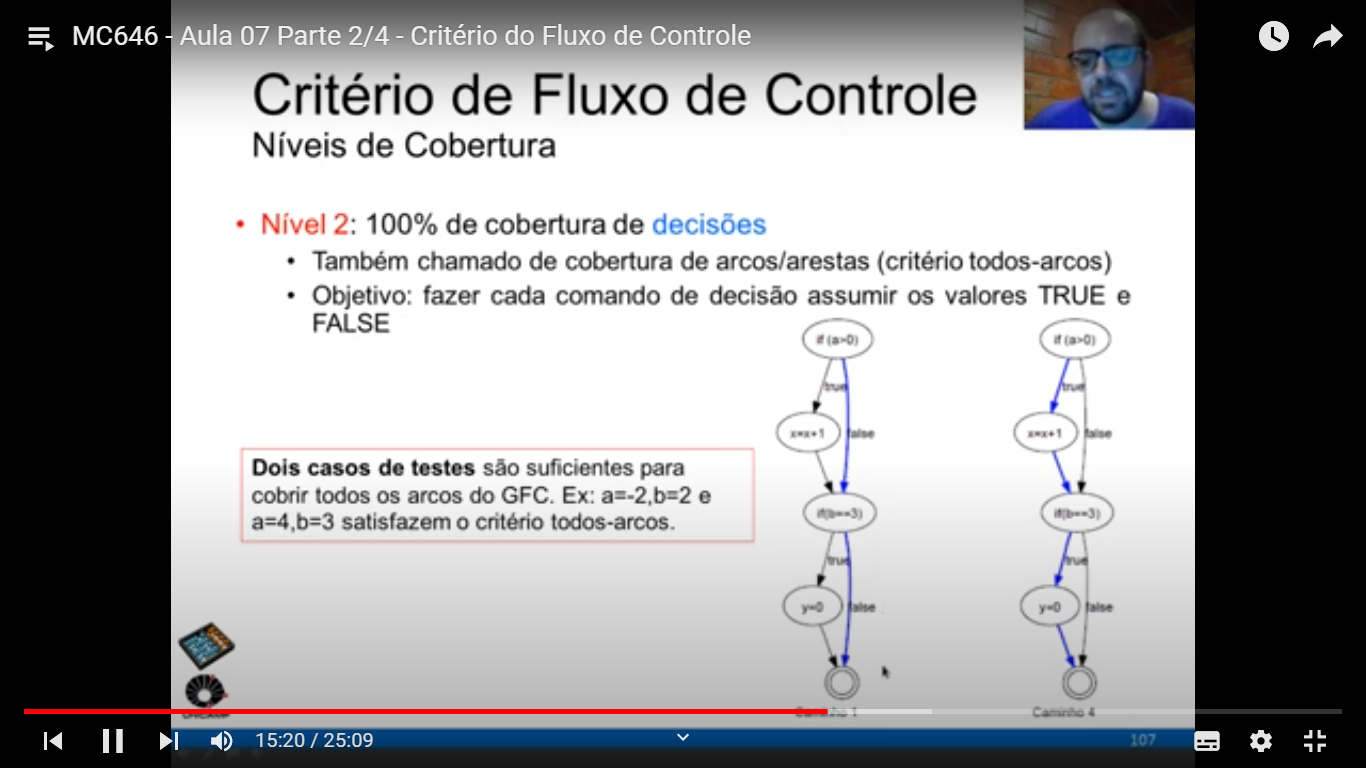 MC646 - Aula 07 Parte 2/4 - Critério do Fluxo de Controle
Critério de Fluxo de Controle
Níveis de Cobertura
• Nível 2: 100% de cobertura de decisões
• Também chamado de cobertura de arcos/arestas (critério todos-arcos)
• Objetivo: fazer cada comando de decisão assumir os valores TRUE e
FALSE
Dois casos de testes são suficientes para
cobrir todos os arcos do GFC. Ex: a=-2,b=2 e
a=4,b=3 satisfazem o critério todos-arcos.
if (a>0)
true
x=x+1
false
if(b==3)
true
y=0
false
Caminho 1
if (a>0)
true
x=x+1
false
if(b==3)
true
y=0
false
Caminho 4
UNICAMP
107
15:20 / 25:09